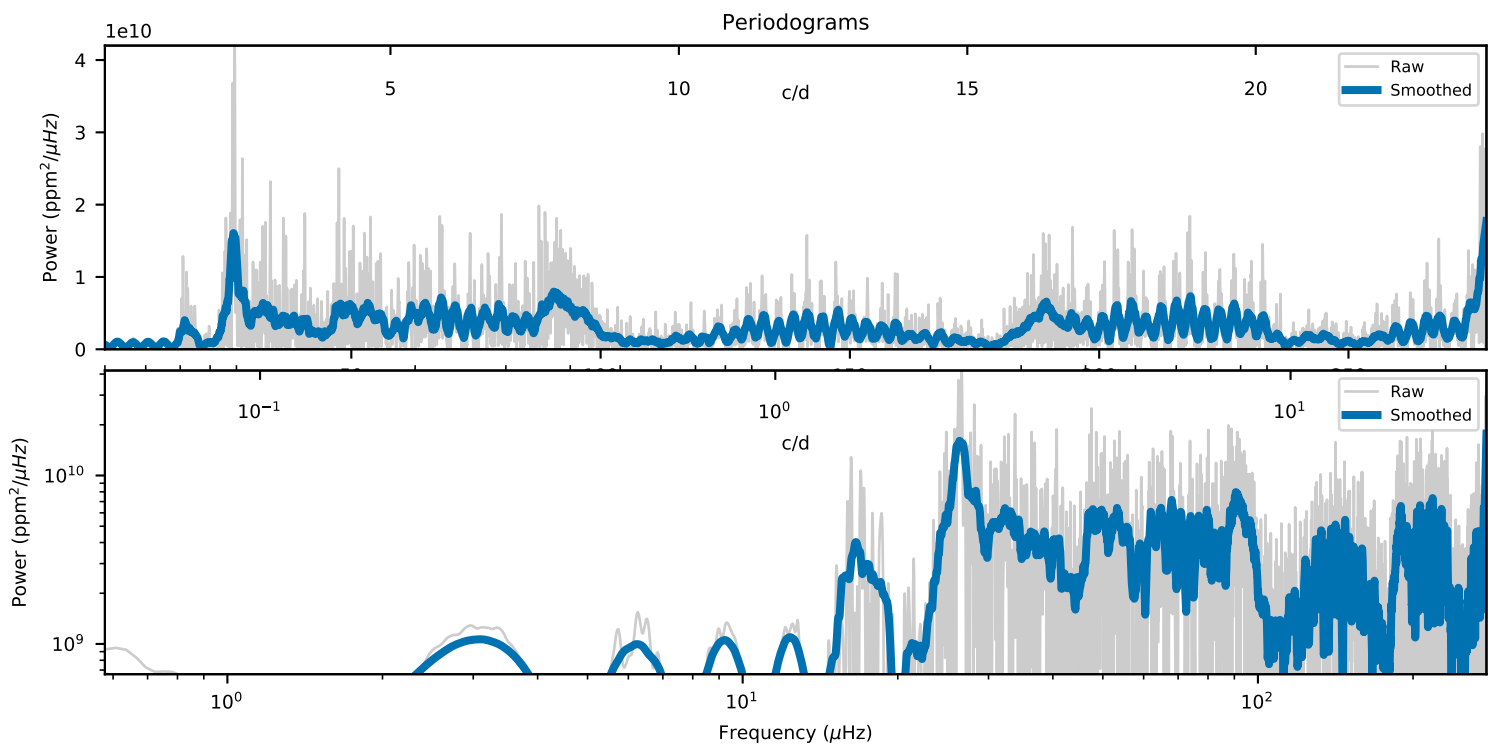 Periodograms
1e10
4
3
2
1
0
Power (ppm²/μHz)
5 10 15 20
c/d
Raw
Smoothed
10⁻¹ 10⁰ 10¹
c/d
Raw
Smoothed
10¹⁰
10⁹
Power (ppm²/μHz)
10⁰ 10¹ 10²
Frequency (μHz)